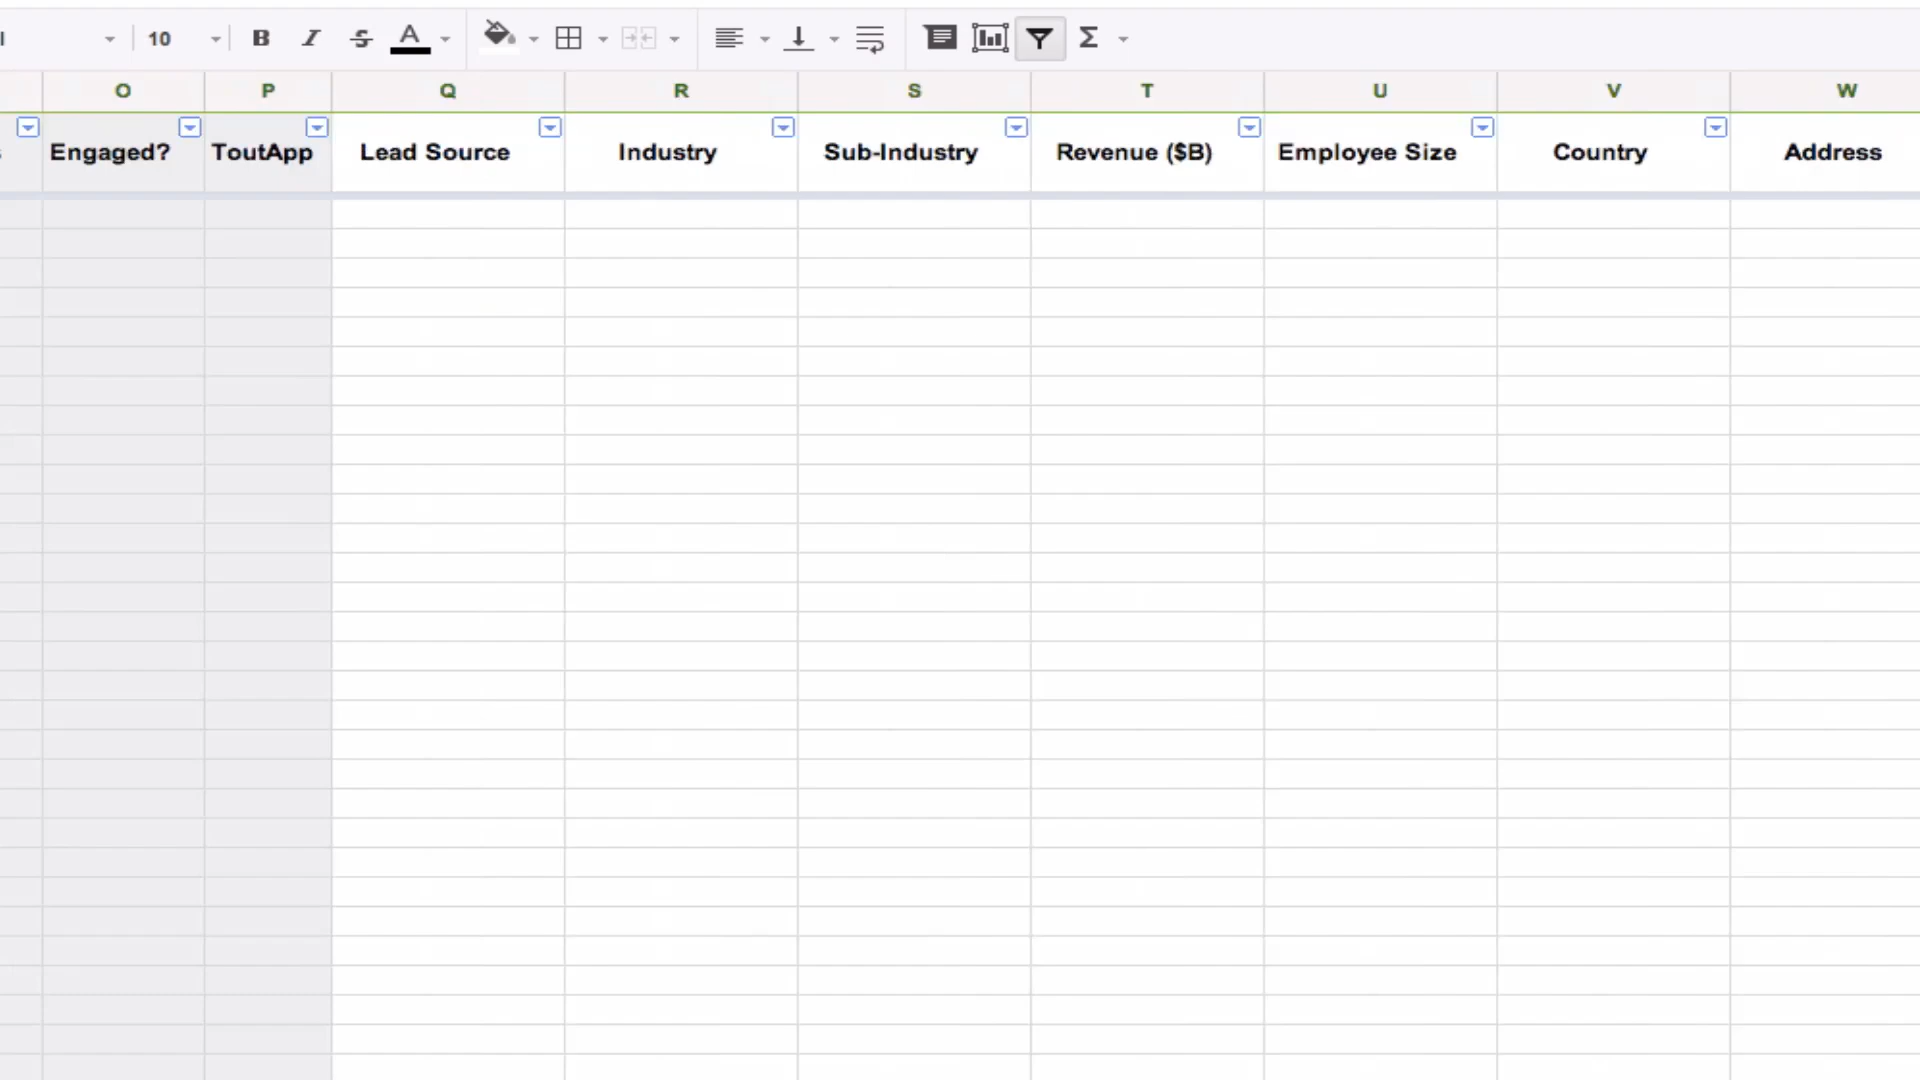 10 B I S A Σ
O P Q R S T U V W
Engaged? ToutApp Lead Source Industry Sub-Industry Revenue ($B) Employee Size Country Address